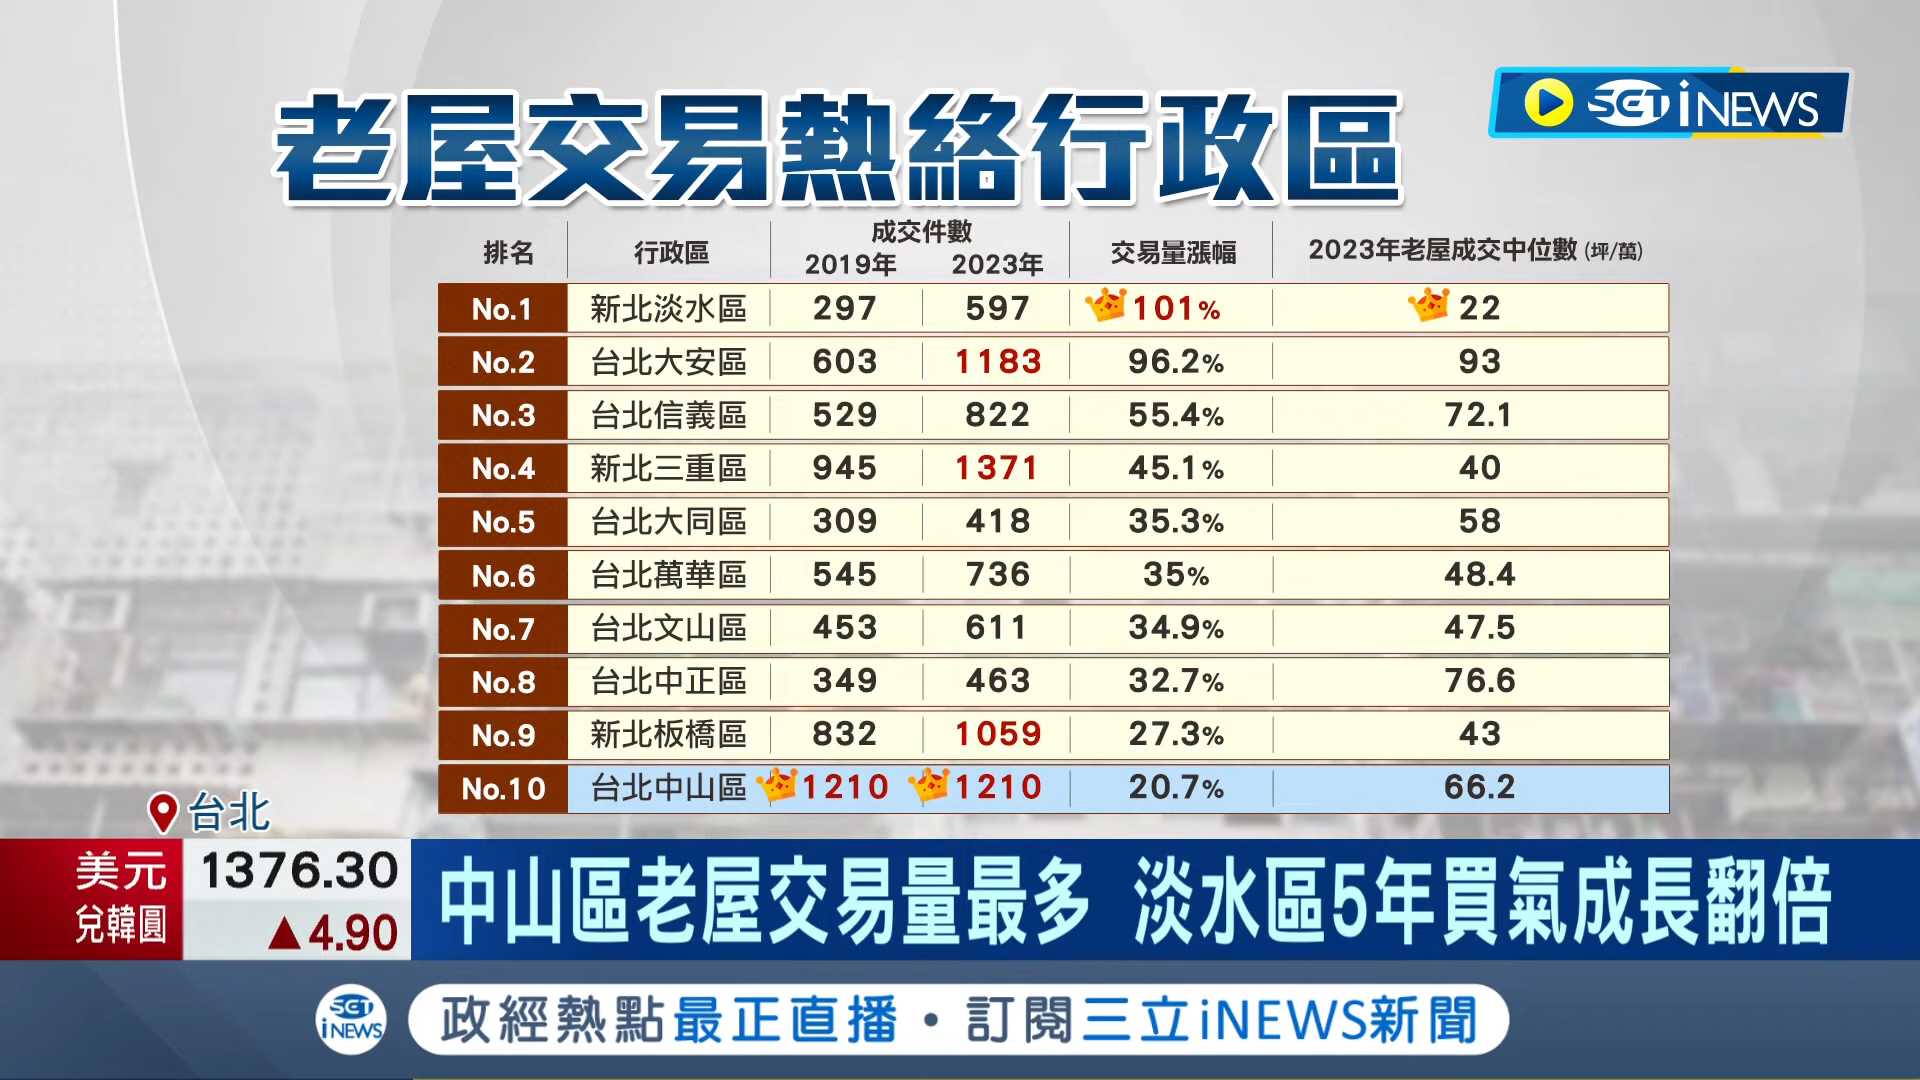 SET iNEWS
老屋交易熱絡行政區
排名 行政區 成交件數 交易量漲幅 2023年老屋成交中位數 (坪/萬)
2019年 2023年
No.1 新北淡水區 297 597 101% 22
No.2 台北大安區 603 1183 96.2% 93
No.3 台北信義區 529 822 55.4% 72.1
No.4 新北三重區 945 1371 45.1% 40
No.5 台北大同區 309 418 35.3% 58
No.6 台北萬華區 545 736 35% 48.4
No.7 台北文山區 453 611 34.9% 47.5
No.8 台北中正區 349 463 32.7% 76.6
No.9 新北板橋區 832 1059 27.3% 43
No.10 台北中山區 1210 1210 20.7% 66.2
台北
美元 1376.30
兌韓圓 ▲4.90
中山區老屋交易量最多 淡水區5年買氣成長翻倍
SET iNEWS
政經熱點最正直播・訂閱三立iNEWS新聞